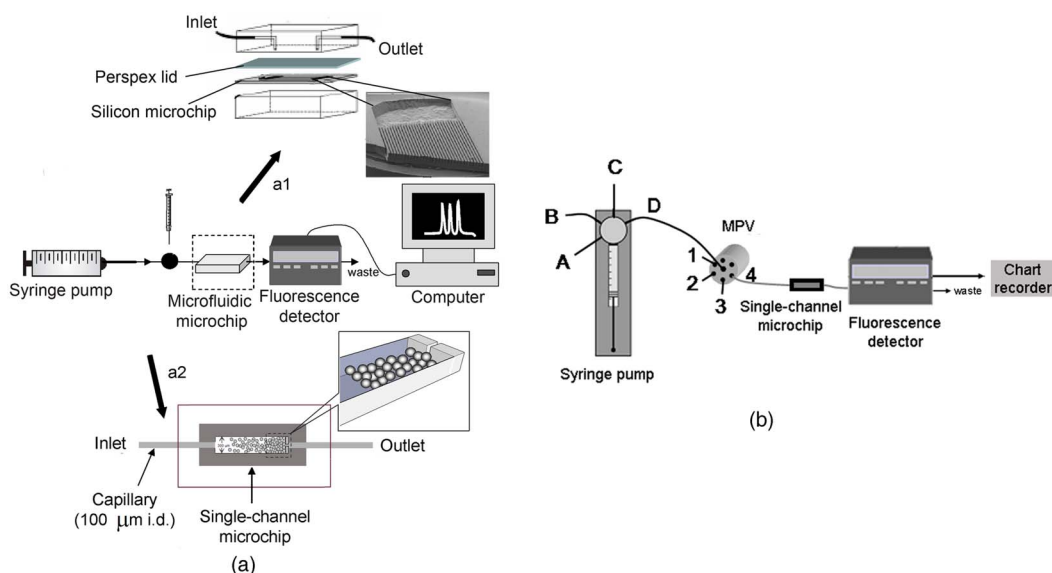 Inlet
Outlet
Perspex lid
Silicon microchip
a1
Syringe pump
Microfluidic
microchip
Fluorescence
detector
waste
Computer
a2
Inlet
Outlet
Capillary
(100 μm i.d.)
Single-channel
microchip
(a)
C
B
D
A
MPV
1
2
3
4
Syringe pump
Single-channel
microchip
Fluorescence
detector
waste
Chart
recorder
(b)